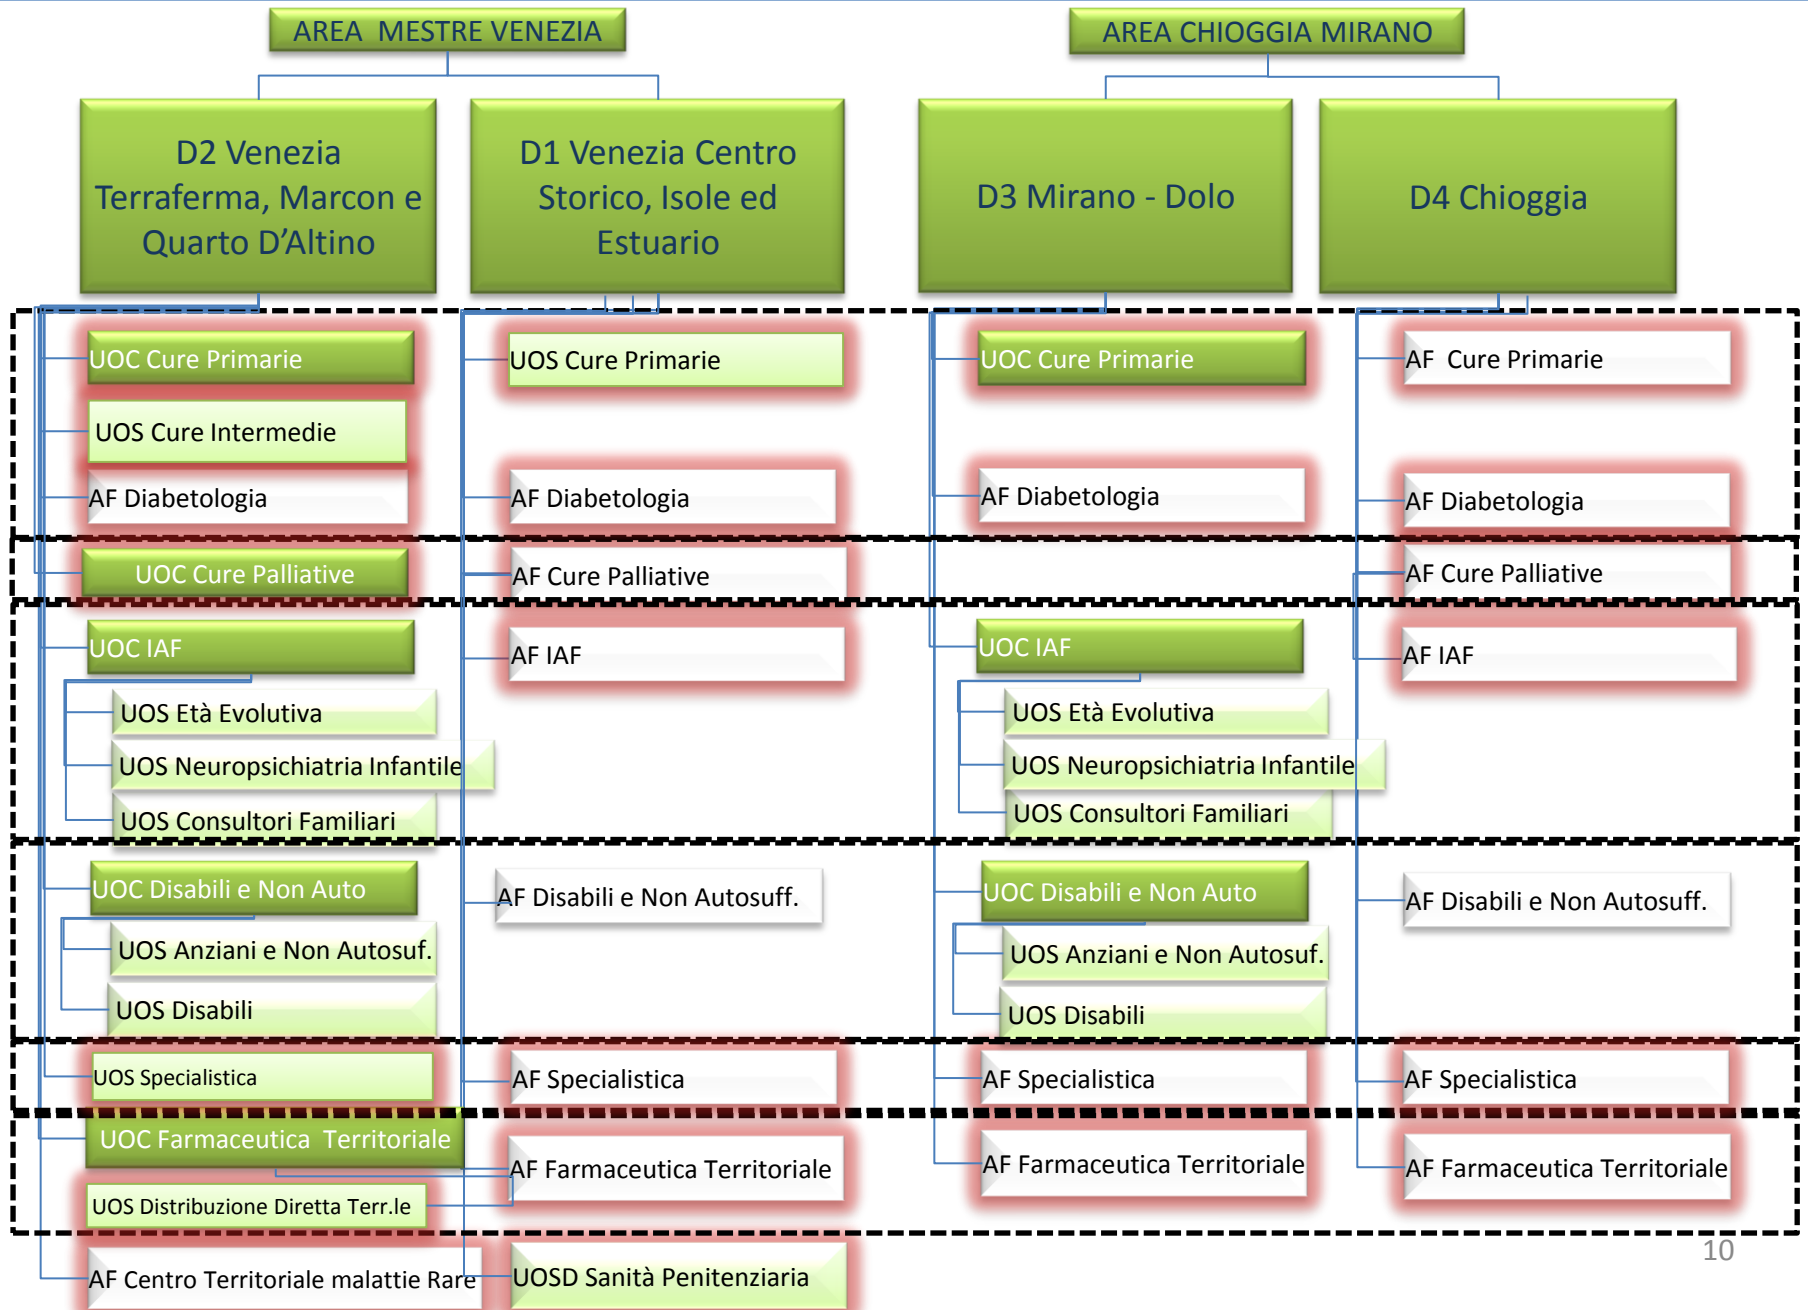 AREA  MESTRE VENEZIA
AREA CHIOGGIA MIRANO
D2 Venezia
Terraferma, Marcon e
Quarto D'Altino
D1 Venezia Centro
Storico, Isole ed
Estuario
D3 Mirano - Dolo
D4 Chioggia
UOC Cure Primarie
UOS Cure Primarie
UOC Cure Primarie
AF  Cure Primarie
UOS Cure Intermedie
AF Diabetologia
AF Diabetologia
AF Diabetologia
AF Diabetologia
UOC Cure Palliative
AF Cure Palliative
AF Cure Palliative
UOC IAF
AF IAF
UOC IAF
AF IAF
UOS Età Evolutiva
UOS Età Evolutiva
UOS Neuropsichiatria Infantile
UOS Neuropsichiatria Infantile
UOS Consultori Familiari
UOS Consultori Familiari
UOC Disabili e Non Auto
AF Disabili e Non Autosuff.
UOC Disabili e Non Auto
AF Disabili e Non Autosuff.
UOS Anziani e Non Autosuf.
UOS Anziani e Non Autosuf.
UOS Disabili
UOS Disabili
UOS Specialistica
AF Specialistica
AF Specialistica
AF Specialistica
UOC Farmaceutica  Territoriale
AF Farmaceutica Territoriale
AF Farmaceutica Territoriale
AF Farmaceutica Territoriale
UOS Distribuzione Diretta Terr.le
AF Centro Territoriale malattie Rare
UOSD Sanità Penitenziaria
10